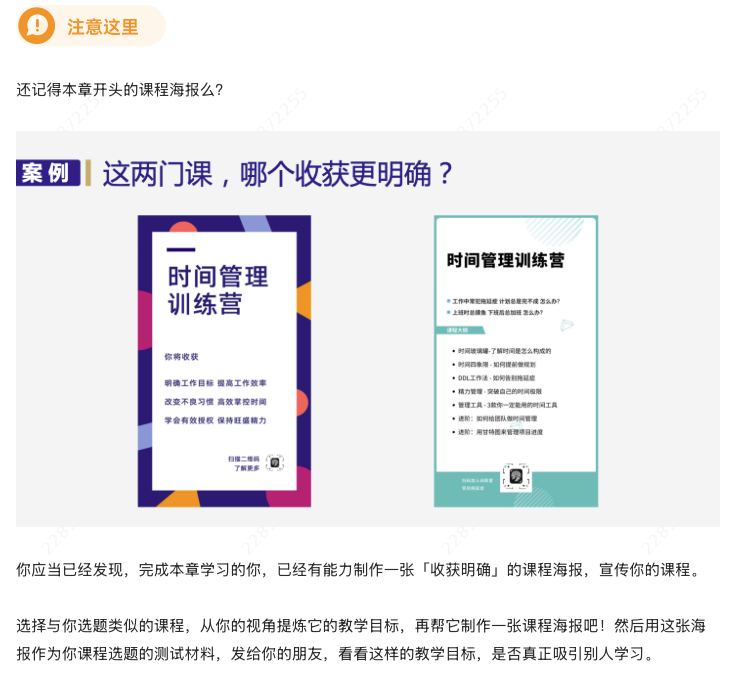 注意这里
还记得本章开头的课程海报么?
案例 这两门课，哪个收获更明确？
时间管理
训练营
你将收获
明确工作目标 提高工作效率
改变不良习惯 高效掌控时间
学会有效授权 保持旺盛精力
扫描二维码
了解更多
时间管理训练营
工作中常犯拖延症 计划总是完不成 怎么办?
上班时总摸鱼 下班后总加班 怎么办?
课程大纲
时间玻璃罐-了解时间是怎么构成的
时间四象限 - 如何提前做规划
DDL工作法 - 如何告别拖延症
精力管理 - 突破自己的时间极限
管理工具 - 3款你一定能用的时间工具
进阶：如何给团队做时间管理
进阶：用甘特图来管理项目进度
你应当已经发现，完成本章学习的你，已经有能力制作一张「收获明确」的课程海报，宣传你的课程。
选择与你选题类似的课程，从你的视角提炼它的教学目标，再帮它制作一张课程海报吧！然后用这张海
报作为你课程选题的测试材料，发给你的朋友，看看这样的教学目标，是否真正吸引别人学习。